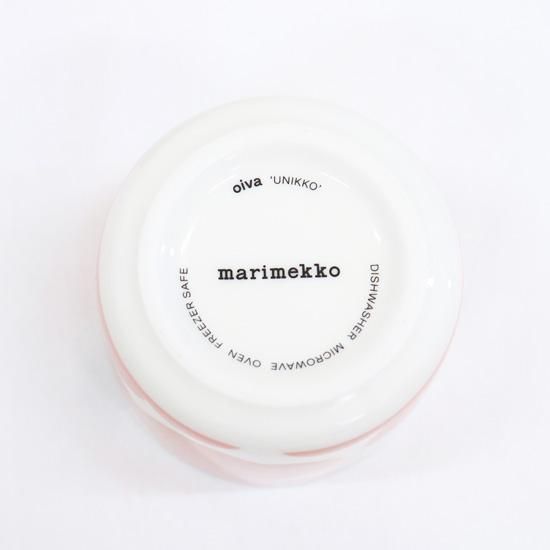 oiva 'UNIKKO'
marimekko
DISHWASHER MICROWAVE OVEN FREEZER SAFE